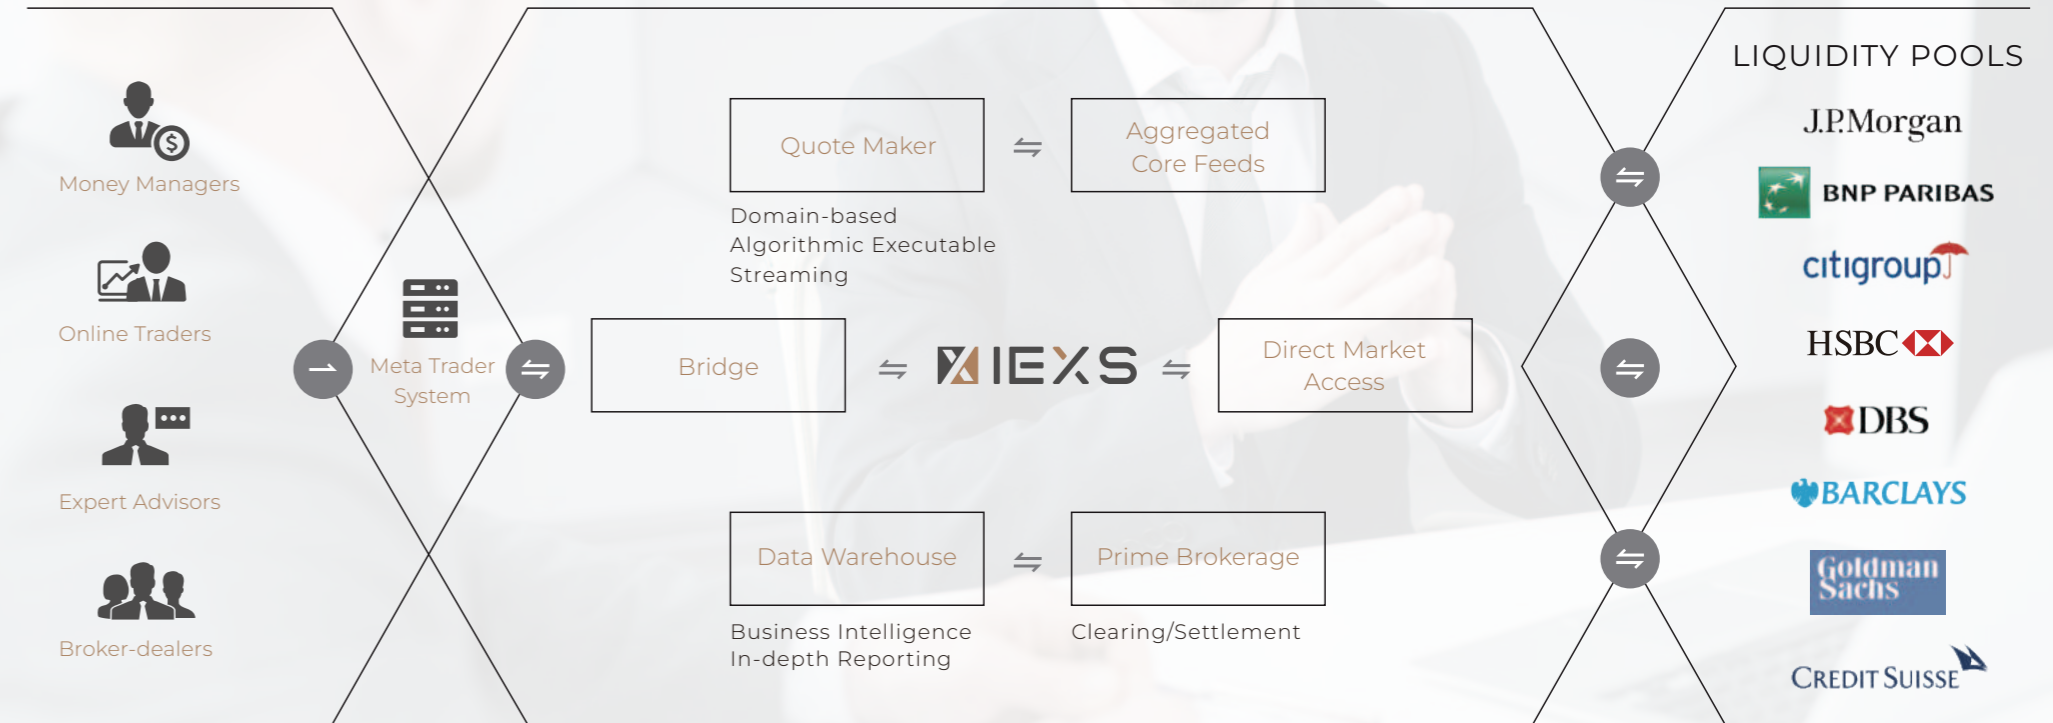 Money Managers
Online Traders
Expert Advisors
Broker-dealers
Meta Trader
System
Quote Maker
Domain-based
Algorithmic Executable
Streaming
Aggregated
Core Feeds
Bridge
IEXS
Direct Market
Access
Data Warehouse
Business Intelligence
In-depth Reporting
Prime Brokerage
Clearing/Settlement
LIQUIDITY POOLS
J.P.Morgan
BNP PARIBAS
citigroup
HSBC
DBS
BARCLAYS
Goldman
Sachs
CREDIT SUISSE